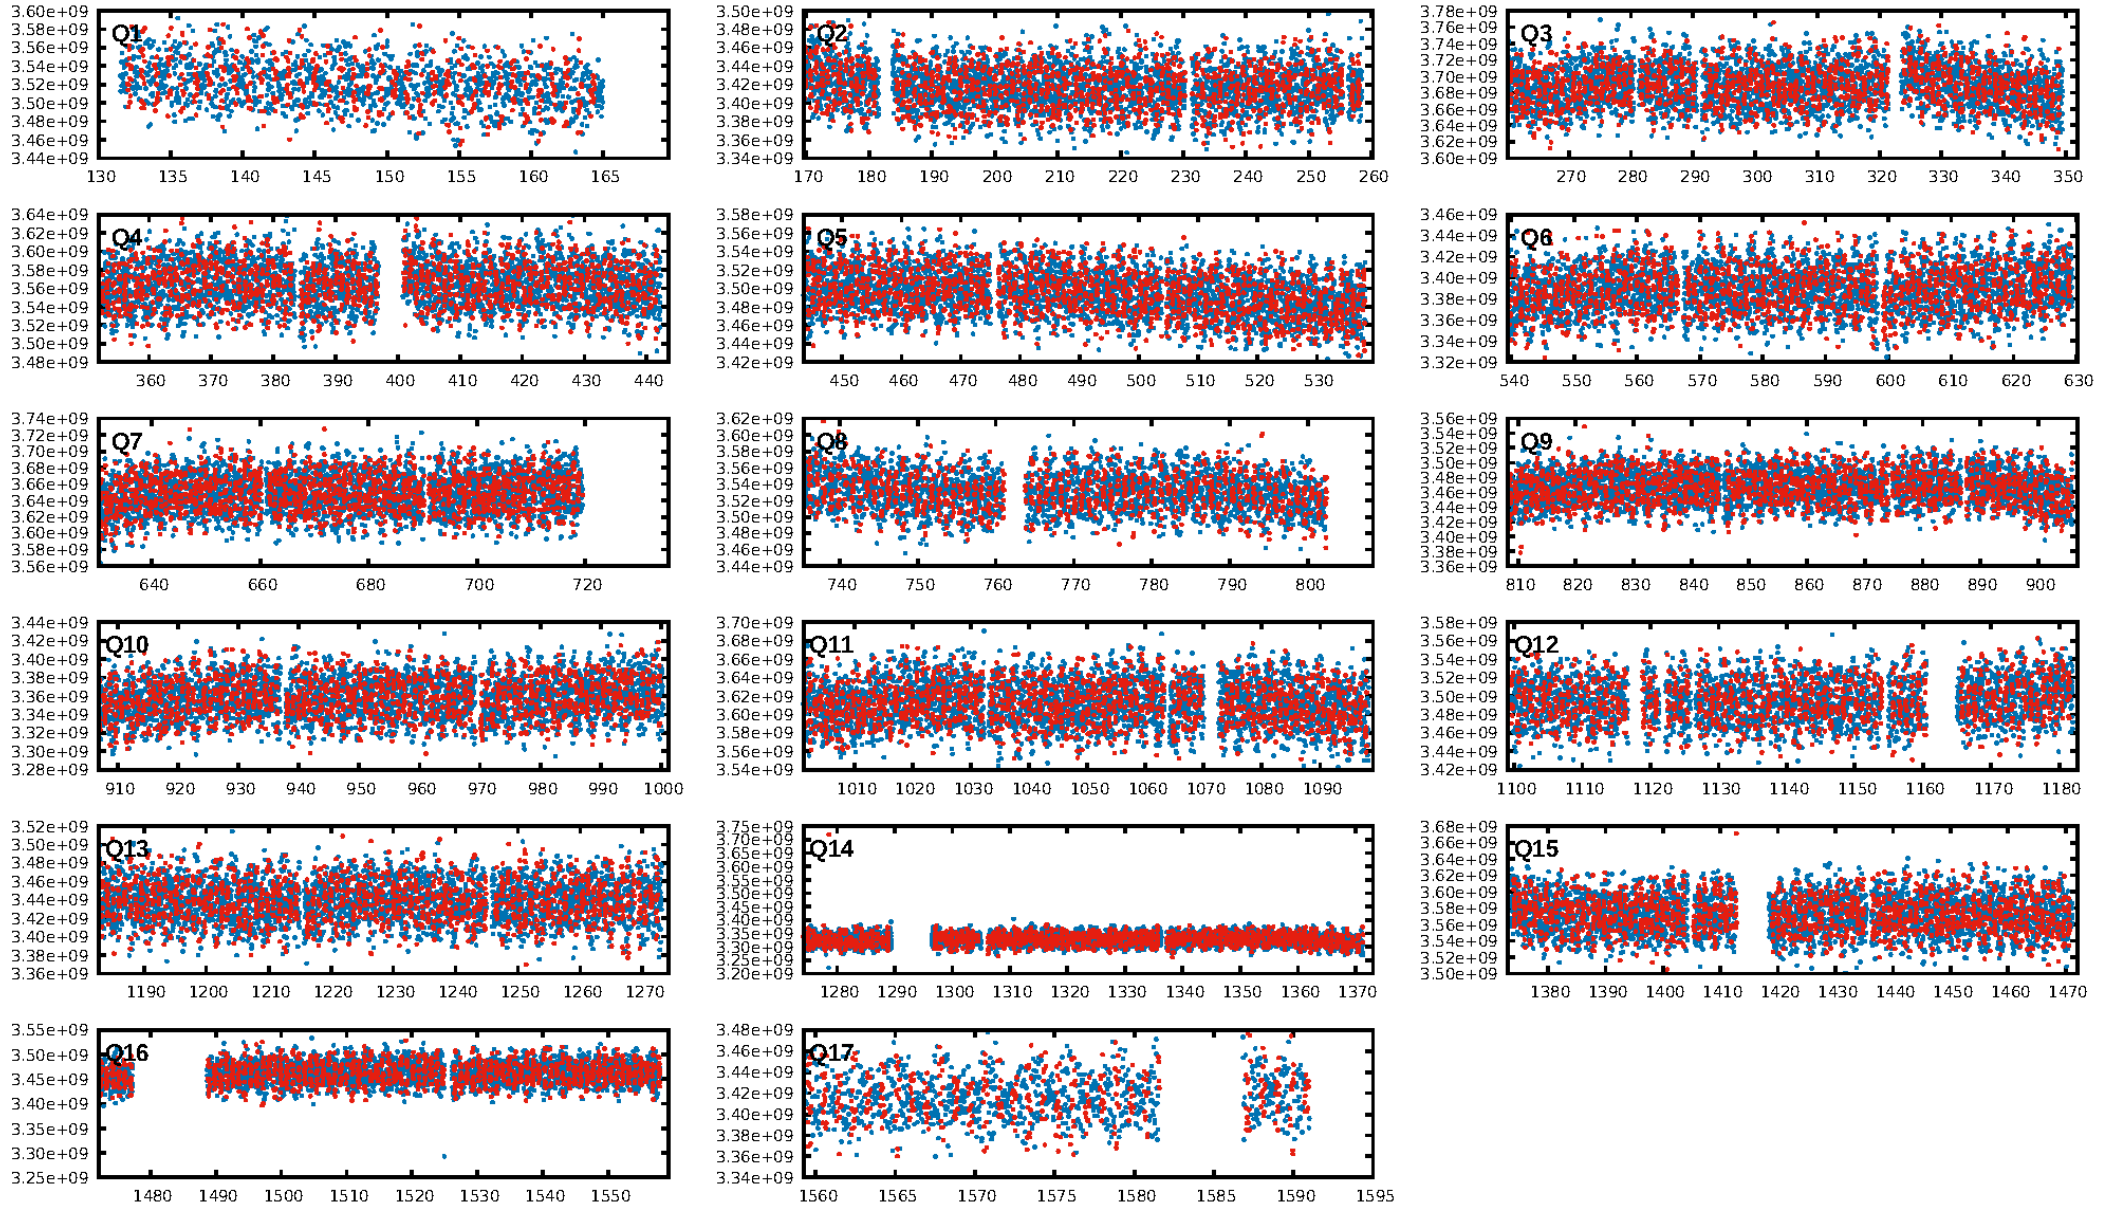 Q1
3.60e+09
3.58e+09
3.56e+09
3.54e+09
3.52e+09
3.50e+09
3.48e+09
3.46e+09
3.44e+09
130 135 140 145 150 155 160 165
Q2
3.50e+09
3.48e+09
3.46e+09
3.44e+09
3.42e+09
3.40e+09
3.38e+09
3.36e+09
3.34e+09
170 180 190 200 210 220 230 240 250 260
Q3
3.78e+09
3.76e+09
3.74e+09
3.72e+09
3.70e+09
3.68e+09
3.66e+09
3.64e+09
3.62e+09
3.60e+09
270 280 290 300 310 320 330 340 350
Q4
3.64e+09
3.62e+09
3.60e+09
3.58e+09
3.56e+09
3.54e+09
3.52e+09
3.50e+09
3.48e+09
360 370 380 390 400 410 420 430 440
Q5
3.58e+09
3.56e+09
3.54e+09
3.52e+09
3.50e+09
3.48e+09
3.46e+09
3.44e+09
3.42e+09
450 460 470 480 490 500 510 520 530
Q6
3.46e+09
3.44e+09
3.42e+09
3.40e+09
3.38e+09
3.36e+09
3.34e+09
3.32e+09
540 550 560 570 580 590 600 610 620 630
Q7
3.74e+09
3.72e+09
3.70e+09
3.68e+09
3.66e+09
3.64e+09
3.62e+09
3.60e+09
3.58e+09
3.56e+09
640 660 680 700 720
Q8
3.62e+09
3.60e+09
3.58e+09
3.56e+09
3.54e+09
3.52e+09
3.50e+09
3.48e+09
3.46e+09
3.44e+09
740 750 760 770 780 790 800
Q9
3.56e+09
3.54e+09
3.53e+09
3.50e+09
3.48e+09
3.46e+09
3.44e+09
3.42e+09
3.40e+09
3.38e+09
3.36e+09
810 820 830 840 850 860 870 880 890 900
Q10
3.44e+09
3.42e+09
3.40e+09
3.38e+09
3.36e+09
3.34e+09
3.32e+09
3.30e+09
3.28e+09
910 920 930 940 950 960 970 980 990 1000
Q11
3.70e+09
3.68e+09
3.66e+09
3.64e+09
3.62e+09
3.60e+09
3.58e+09
3.56e+09
3.54e+09
1010 1020 1030 1040 1050 1060 1070 1080 1090
Q12
3.58e+09
3.56e+09
3.54e+09
3.52e+09
3.50e+09
3.48e+09
3.46e+09
3.44e+09
3.42e+09
1100 1110 1120 1130 1140 1150 1160 1170 1180
Q13
3.52e+09
3.50e+09
3.48e+09
3.46e+09
3.44e+09
3.42e+09
3.40e+09
3.38e+09
3.36e+09
1190 1200 1210 1220 1230 1240 1250 1260 1270
Q14
3.75e+09
3.70e+09
3.65e+09
3.60e+09
3.55e+09
3.50e+09
3.45e+09
3.40e+09
3.35e+09
3.30e+09
3.25e+09
3.20e+09
1280 1290 1300 1310 1320 1330 1340 1350 1360 1370
Q15
3.68e+09
3.66e+09
3.64e+09
3.62e+09
3.60e+09
3.58e+09
3.56e+09
3.54e+09
3.52e+09
3.50e+09
1380 1390 1400 1410 1420 1430 1440 1450 1460 1470
Q16
3.55e+09
3.50e+09
3.45e+09
3.40e+09
3.35e+09
3.30e+09
3.25e+09
1480 1490 1500 1510 1520 1530 1540 1550
Q17
3.48e+09
3.46e+09
3.44e+09
3.42e+09
3.40e+09
3.38e+09
3.36e+09
3.34e+09
1560 1565 1570 1575 1580 1585 1590 1595